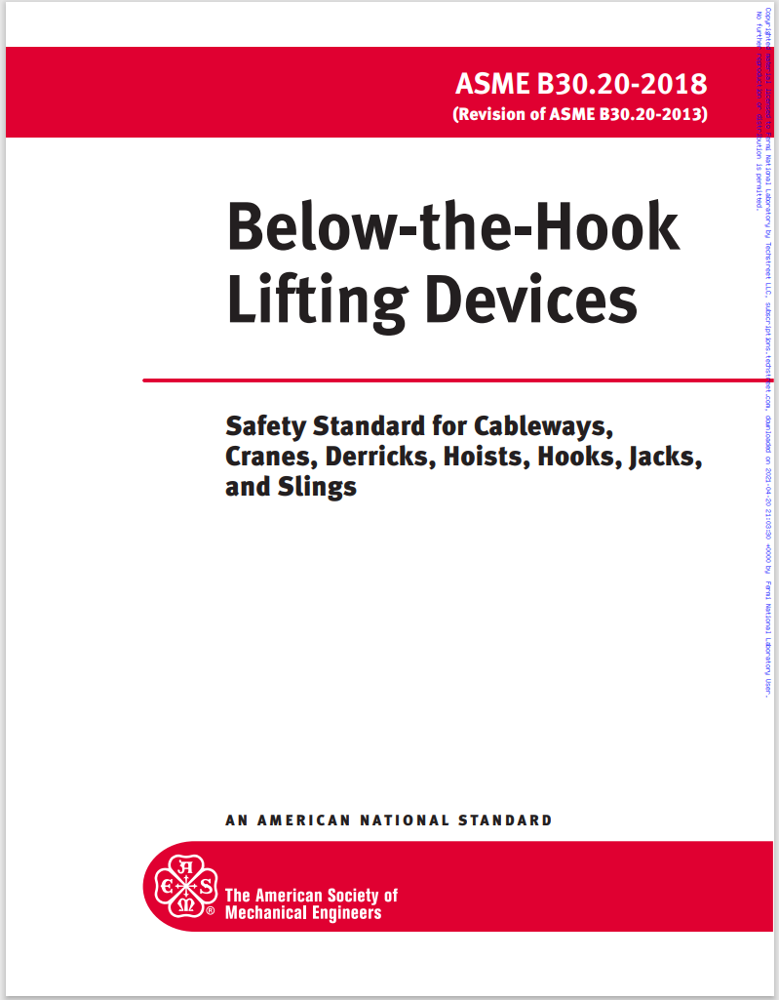 ASME B30.20-2018
(Revision of ASME B30.20-2013)
Below-the-Hook
Lifting Devices
Safety Standard for Cableways,
Cranes, Derricks, Hoists, Hooks, Jacks,
and Slings
AN AMERICAN NATIONAL STANDARD
A
E S
M
®
The American Society of
Mechanical Engineers
Copyrighted material licensed to Fermi National Laboratory by Techstreet LLC, subscriptions.techstreet.com, downloaded on 2021-04-20 21:03:30 +0000 by Fermi National Laboratory User.
No further reproduction or distribution is permitted.